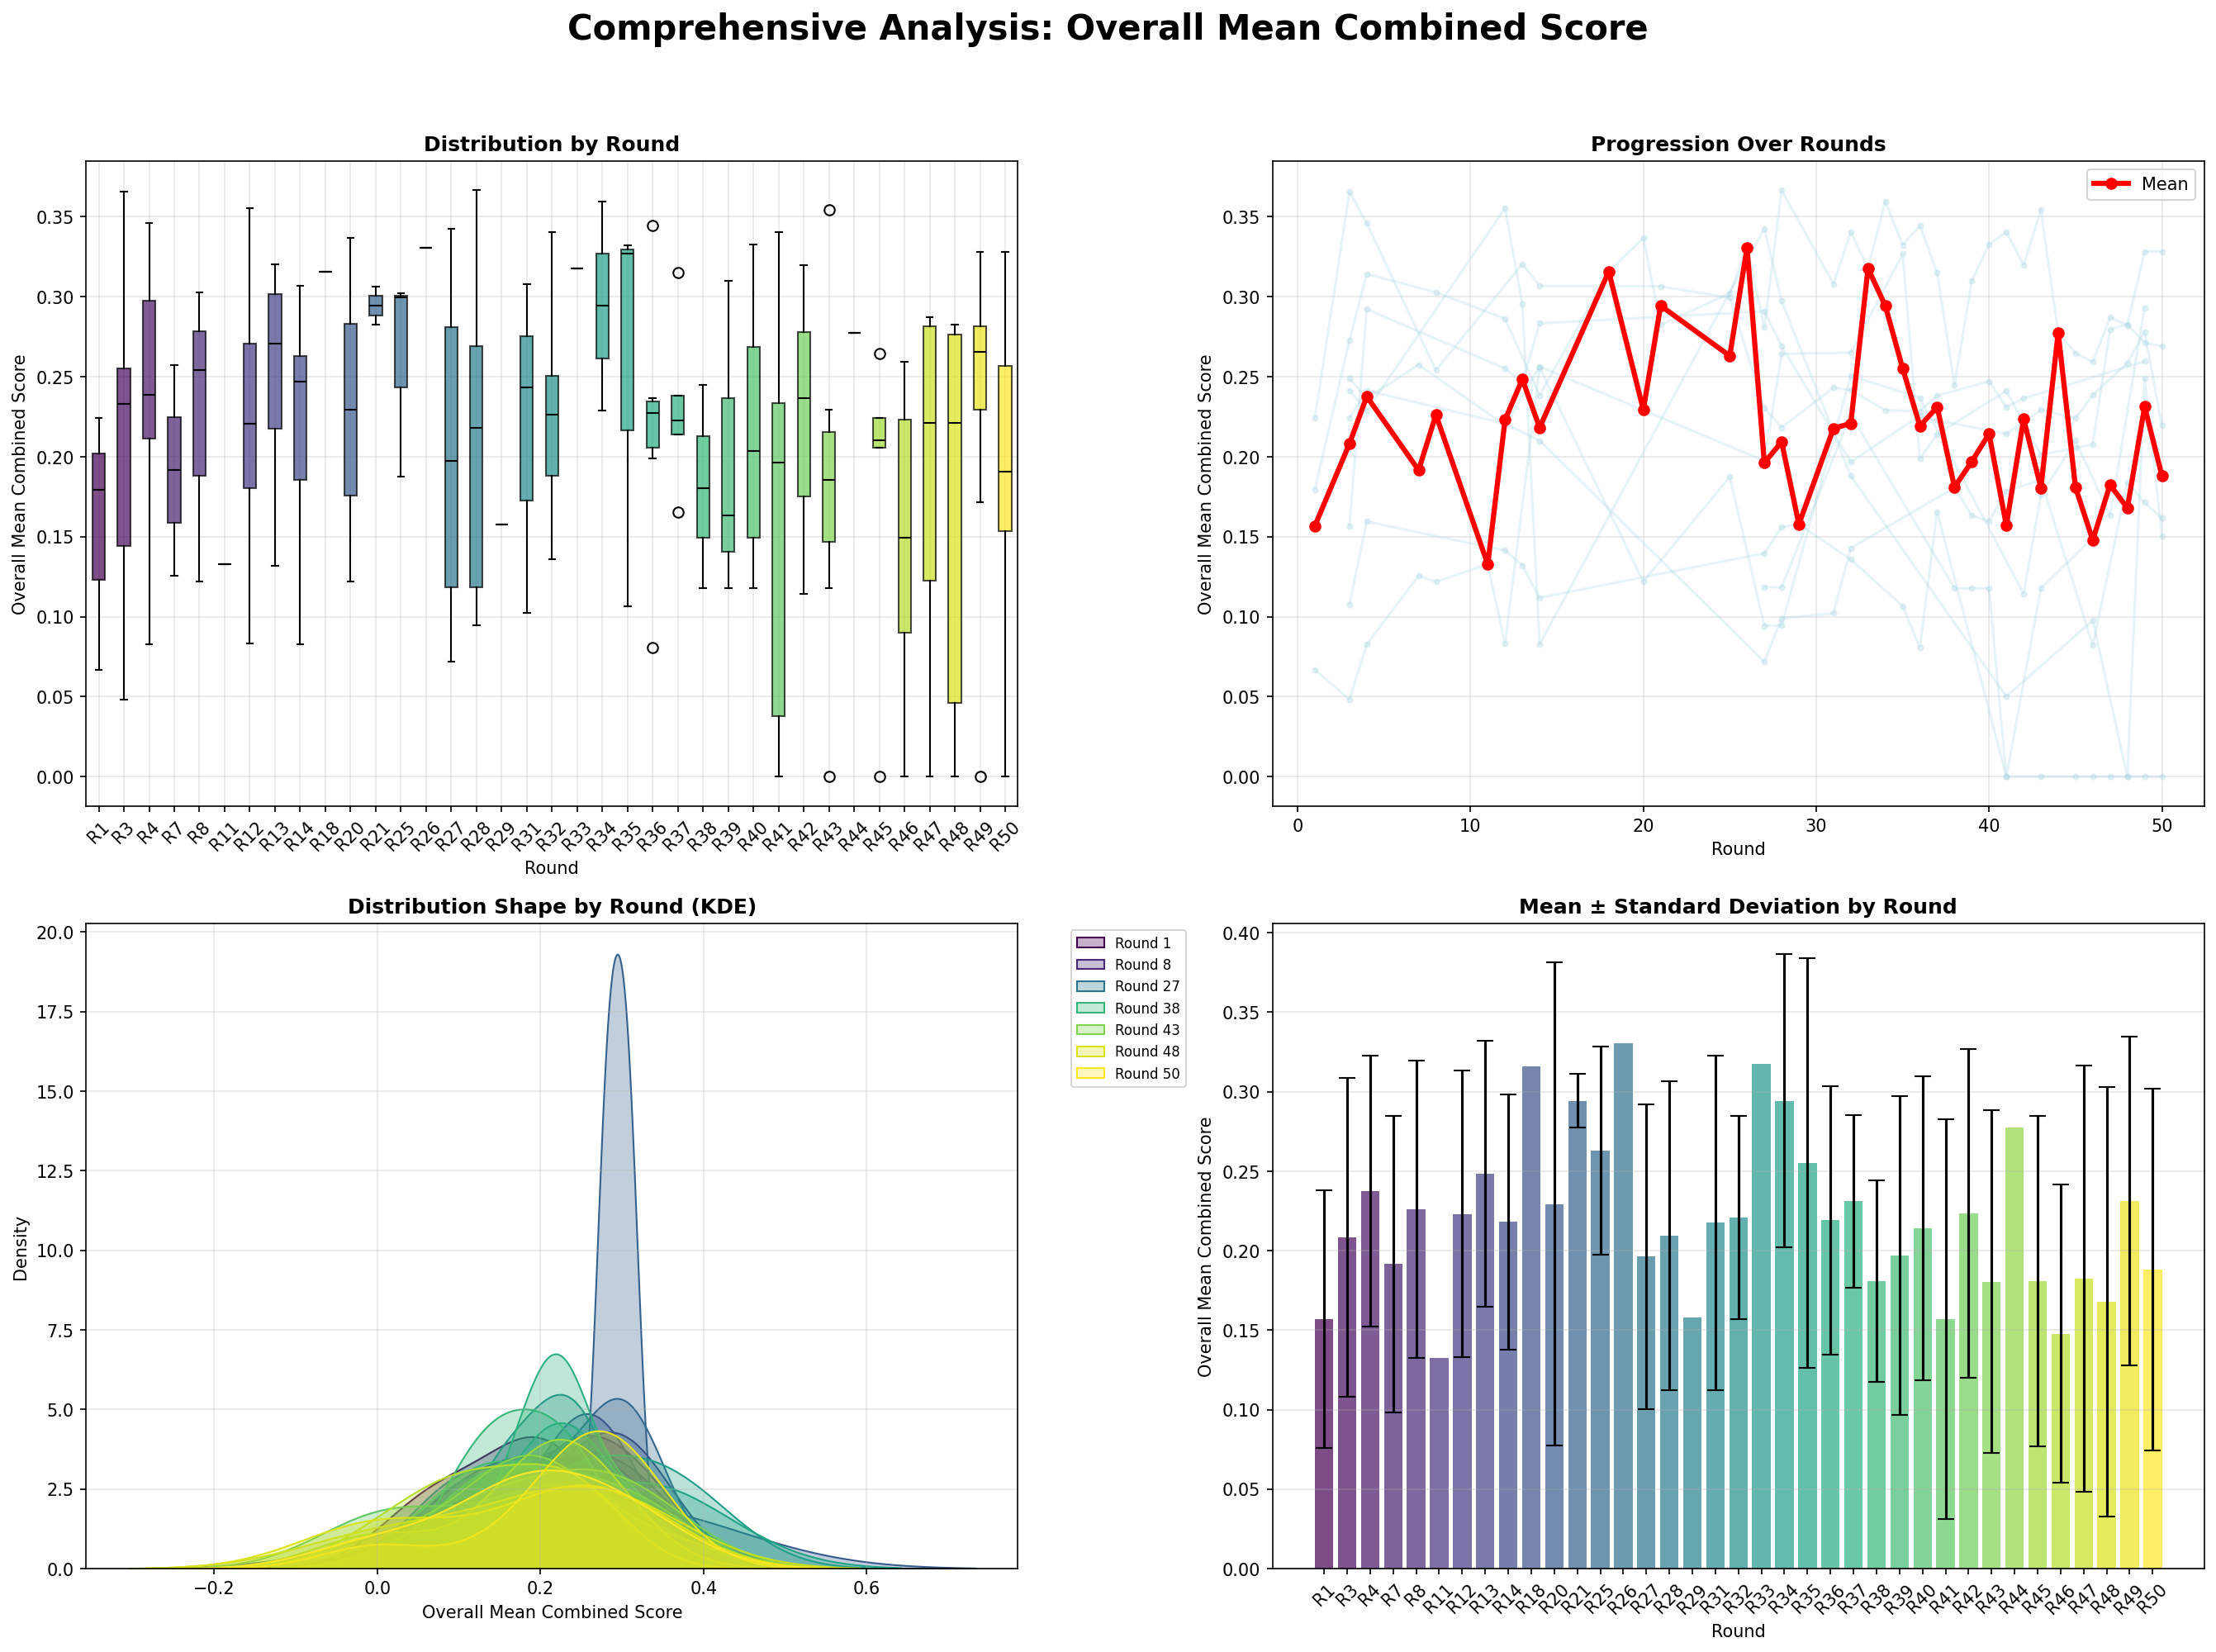 Comprehensive Analysis: Overall Mean Combined Score
Distribution by Round
Overall Mean Combined Score
0.35
0.30
0.25
0.20
0.15
0.10
0.05
0.00
R1 R3 R4 R7 R8 R11 R12 R13 R14 R18 R20 R21 R25 R26 R27 R28 R29 R31 R32 R33 R34 R35 R36 R37 R38 R39 R40 R41 R42 R43 R44 R45 R46 R47 R48 R49 R50
Round
Progression Over Rounds
Mean
Overall Mean Combined Score
0.35
0.30
0.25
0.20
0.15
0.10
0.05
0.00
0 10 20 30 40 50
Round
Distribution Shape by Round (KDE)
Density
20.0
17.5
15.0
12.5
10.0
7.5
5.0
2.5
0.0
−0.2 0.0 0.2 0.4 0.6
Overall Mean Combined Score
Round 1
Round 8
Round 27
Round 38
Round 43
Round 48
Round 50
Mean ± Standard Deviation by Round
Overall Mean Combined Score
0.40
0.35
0.30
0.25
0.20
0.15
0.10
0.05
0.00
R1 R3 R4 R7 R8 R11 R12 R13 R14 R18 R20 R21 R25 R26 R27 R28 R29 R31 R32 R33 R34 R35 R36 R37 R38 R39 R40 R41 R42 R43 R44 R45 R46 R47 R48 R49 R50
Round